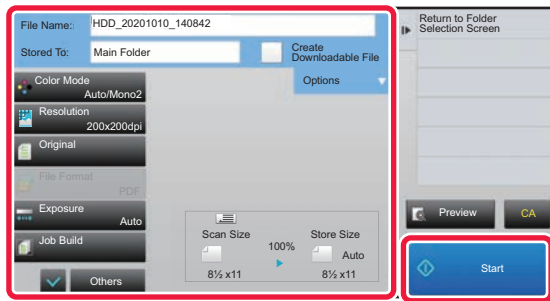 File Name:
HDD_20201010_140842
Stored To:
Main Folder
Create
Downloadable File
Options
Color Mode
Auto/Mono2
Resolution
200x200dpi
Original
File Format
PDF
Exposure
Auto
Job Build
Others
Scan Size
100%
Store Size
Auto
8½ x11
8½ x11
Return to Folder
Selection Screen
Preview
CA
Start